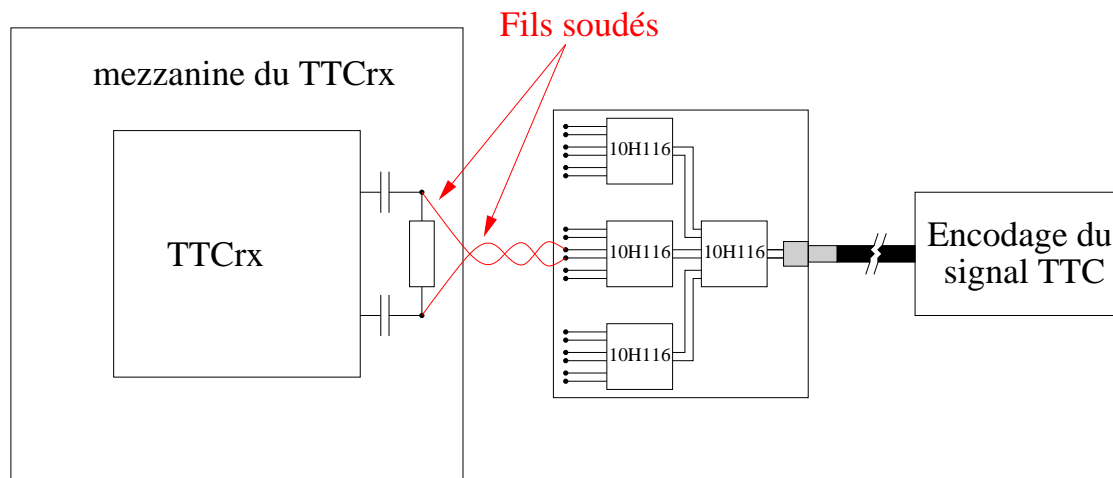 Fils soudés
mezzanine du TTCrx
TTCrx
10H116
10H116
10H116
10H116
Encodage du
signal TTC